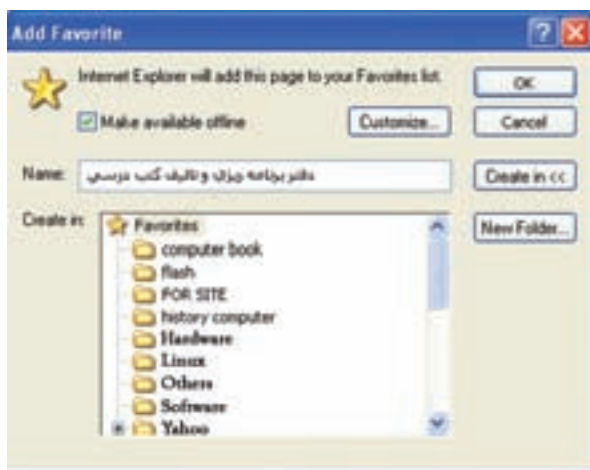 Add Favorite
Internet Explorer will add this page to your Favorites list.
OK
Make available offline
Customize...
Cancel
Name:
دفتر برنامه ریزی و تالیف کتب درسی
Create in <<
Create in:
Favorites
New Folder...
computer book
flash
FOR SITE
history computer
Hardware
Linux
Others
Software
Yahoo